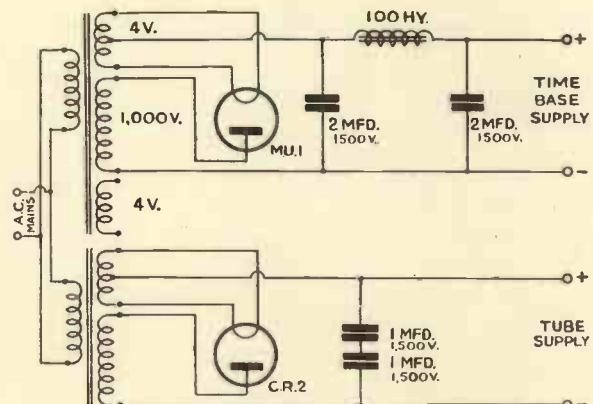 4V.
100 HY.
+
1,000V.
MU.1
2 MFD.
1500V.
2 MFD.
1500V.
TIME
BASE
SUPPLY
-
4V.
A.C.
MAINS
+
C.R.2
1 MFD.
1,500V.
1 MFD.
1,500V.
TUBE
SUPPLY
-